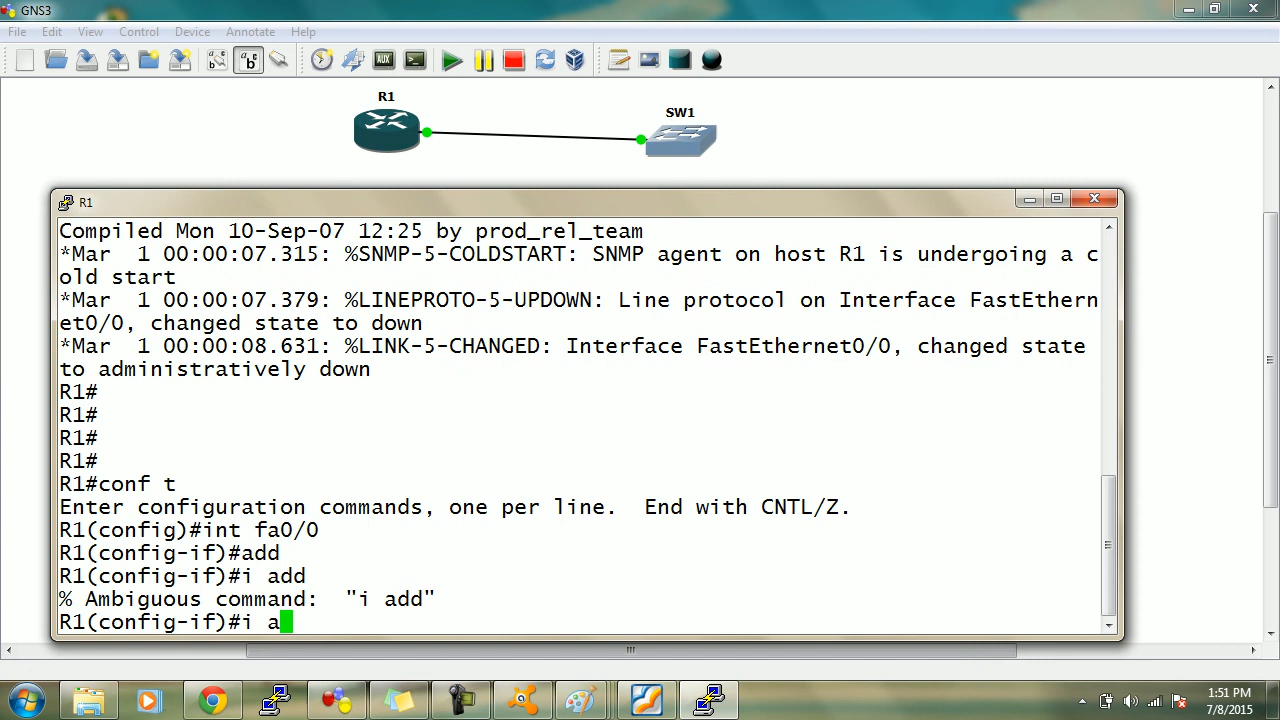 GNS3
File Edit View Control Device Annotate Help
R1
SW1
R1
Compiled Mon 10-Sep-07 12:25 by prod_rel_team
*Mar  1 00:00:07.315: %SNMP-5-COLDSTART: SNMP agent on host R1 is undergoing a c
old start
*Mar  1 00:00:07.379: %LINEPROTO-5-UPDOWN: Line protocol on Interface FastEthern
et0/0, changed state to down
*Mar  1 00:00:08.631: %LINK-5-CHANGED: Interface FastEthernet0/0, changed state
to administratively down
R1#
R1#
R1#
R1#
R1#conf t
Enter configuration commands, one per line.  End with CNTL/Z.
R1(config)#int fa0/0
R1(config-if)#add
R1(config-if)#i add
% Ambiguous command:  "i add"
R1(config-if)#i a
1:51 PM
7/8/2015